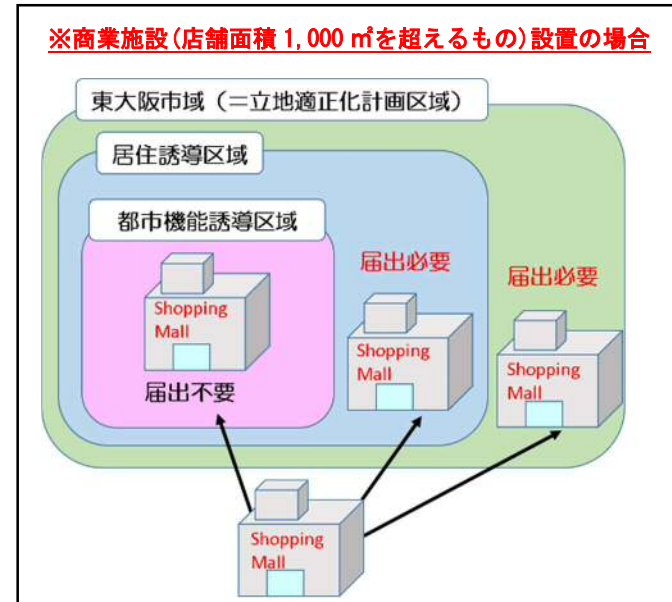 ※商業施設(店舗面積1,000㎡を超えるもの)設置の場合
東大阪市域（＝立地適正化計画区域）
居住誘導区域
都市機能誘導区域
届出必要
届出必要
Shopping
Mall
Shopping
Mall
Shopping
Mall
届出不要
Shopping
Mall